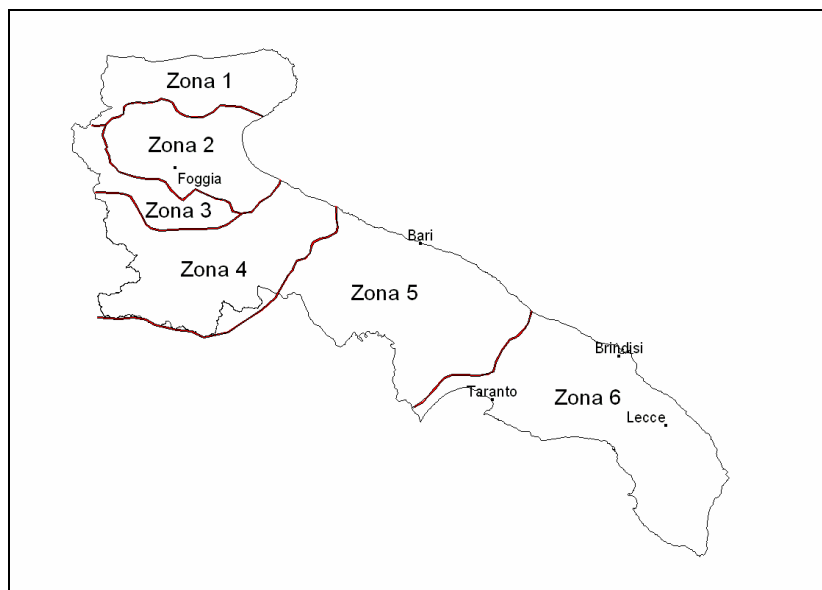 Zona 1
Zona 2
Foggia
Zona 3
Bari
Zona 4
Zona 5
Brindisi
Taranto
Zona 6
Lecce